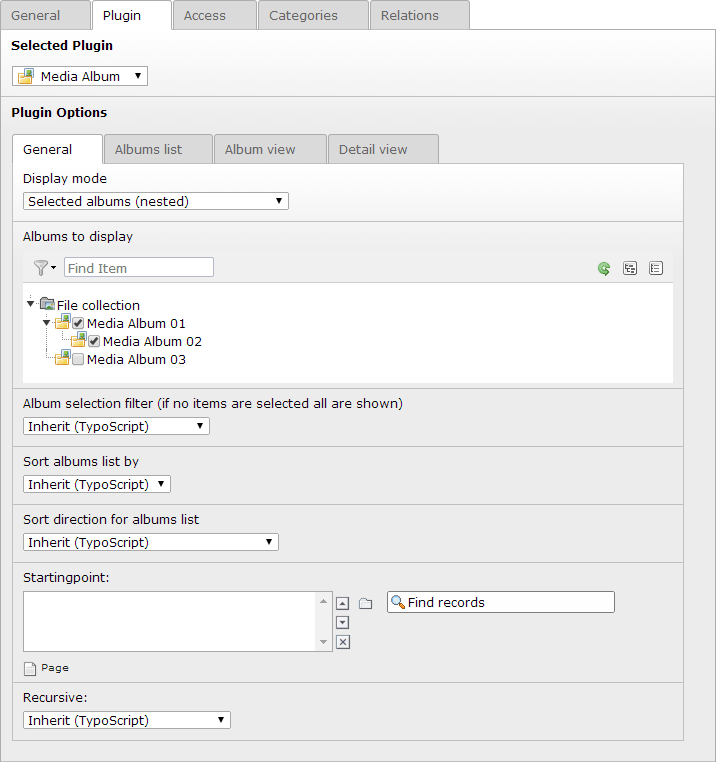 General Plugin Access Categories Relations
Selected Plugin
Media Album
Plugin Options
General Albums list Album view Detail view
Display mode
Selected albums (nested)
Albums to display
Find Item
File collection
Media Album 01
Media Album 02
Media Album 03
Album selection filter (if no items are selected all are shown)
Inherit (TypoScript)
Sort albums list by
Inherit (TypoScript)
Sort direction for albums list
Inherit (TypoScript)
Startingpoint:
Find records
Page
Recursive:
Inherit (TypoScript)